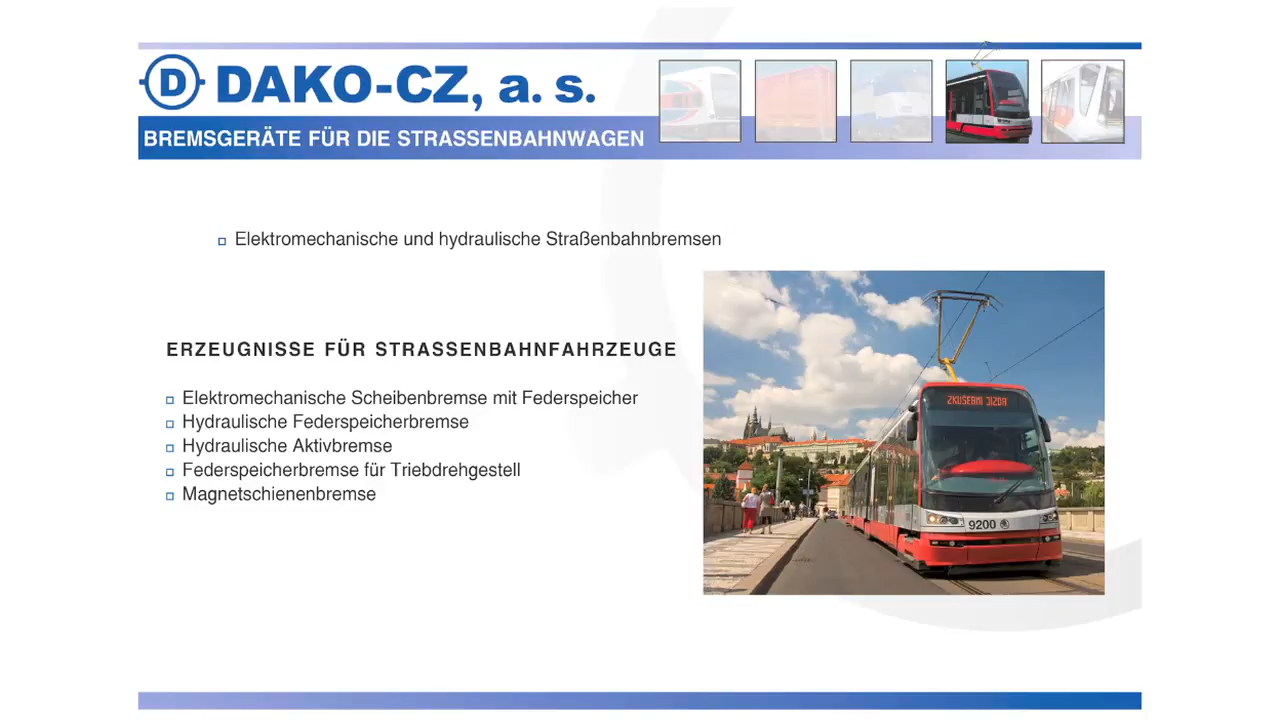 D DAKO-CZ, a. s.
BREMSGERÄTE FÜR DIE STRASSENBAHNWAGEN
Elektromechanische und hydraulische Straßenbahnbremsen
ERZEUGNISSE FÜR STRASSENBAHNFAHRZEUGE
Elektromechanische Scheibenbremse mit Federspeicher
Hydraulische Federspeicherbremse
Hydraulische Aktivbremse
Federspeicherbremse für Triebdrehgestell
Magnetschienenbremse
ZKUŠEBNÍ JÍZDA
9200